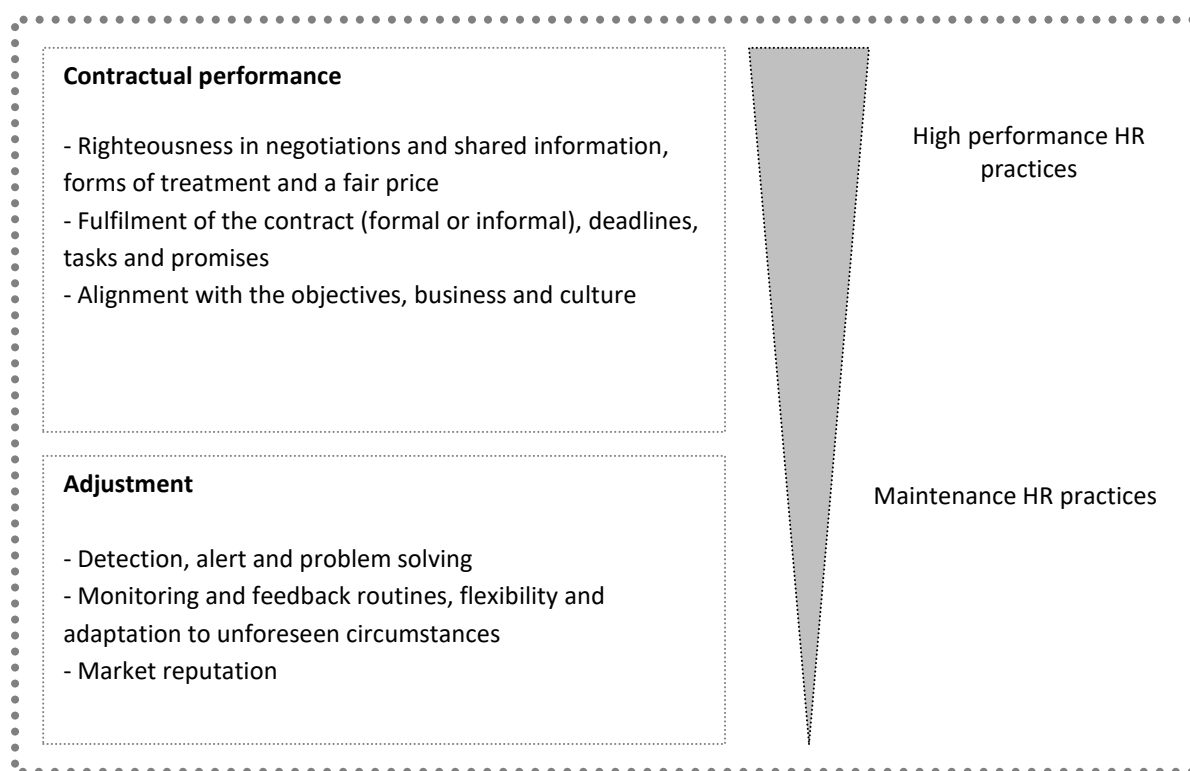 Contractual performance
- Righteousness in negotiations and shared information,
forms of treatment and a fair price
- Fulfilment of the contract (formal or informal), deadlines,
tasks and promises
- Alignment with the objectives, business and culture
High performance HR
practices
Adjustment
- Detection, alert and problem solving
- Monitoring and feedback routines, flexibility and
adaptation to unforeseen circumstances
- Market reputation
Maintenance HR practices